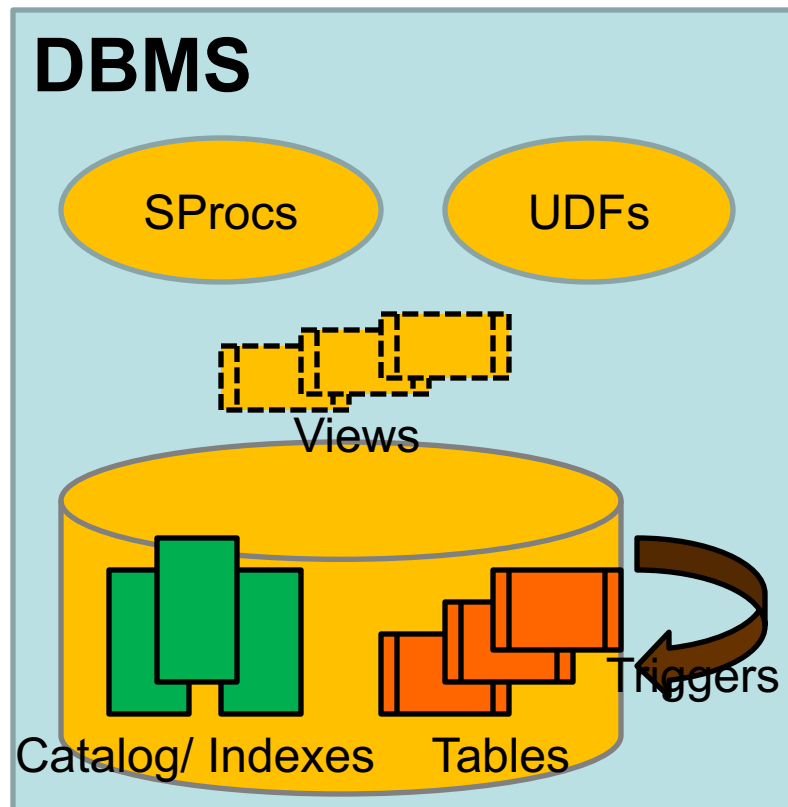 DBMS
SProcs
UDFs
Views
Triggers
Catalog/ Indexes
Tables